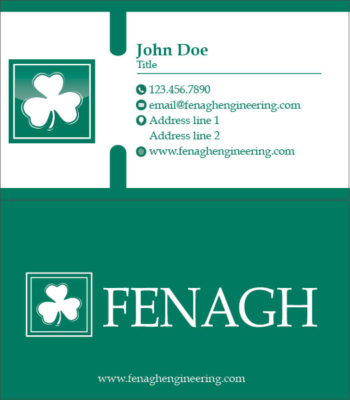 John Doe
Title
123.456.7890
email@fenaghengineering.com
Address line 1
Address line 2
www.fenaghengineering.com
FENAGH
www.fenaghengineering.com